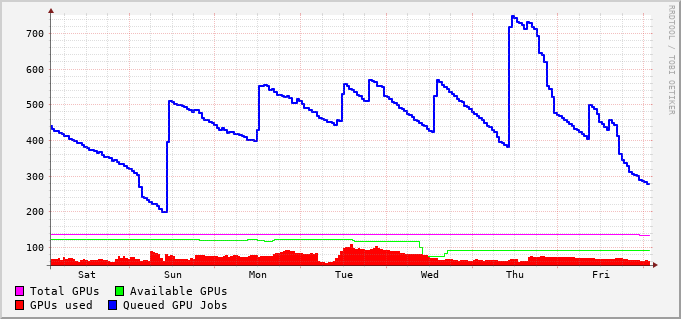 700
600
500
400
300
200
100
Sat Sun Mon Tue Wed Thu Fri
Total GPUs Available GPUs
GPUs used Queued GPU Jobs
RRDTOOL / TOBI OETIKER